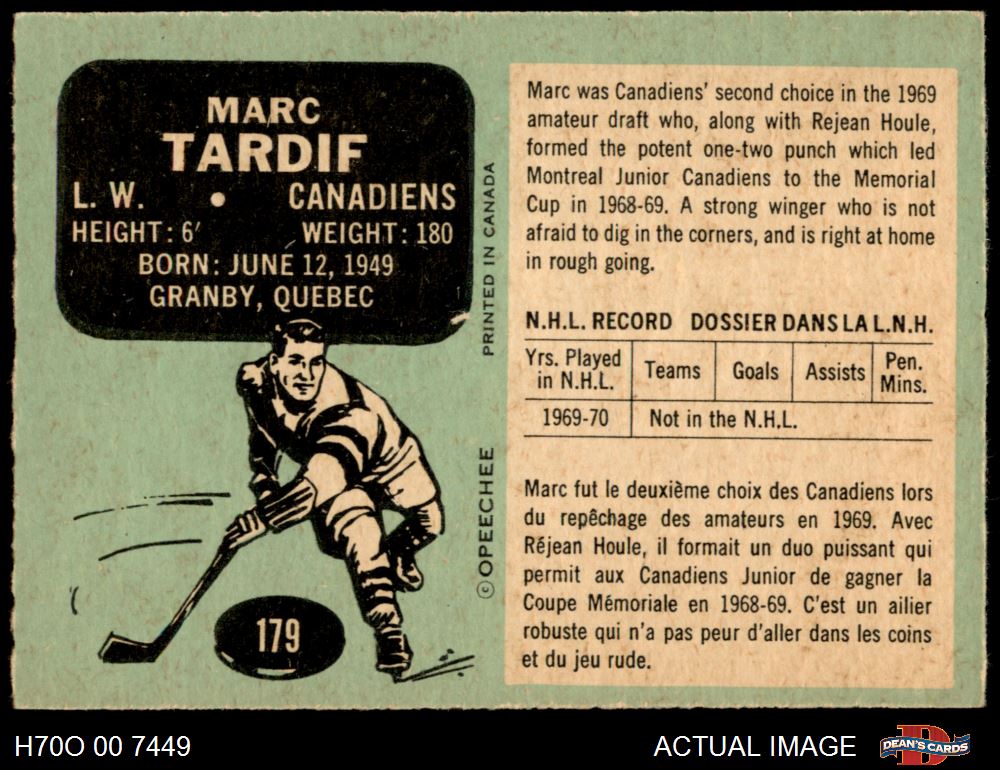 MARC
TARDIF
L. W. • CANADIENS
HEIGHT: 6' WEIGHT: 180
BORN: JUNE 12, 1949
GRANBY, QUEBEC
179
PRINTED IN CANADA
© OPEECHEE
Marc was Canadiens' second choice in the 1969
amateur draft who, along with Rejean Houle,
formed the potent one-two punch which led
Montreal Junior Canadiens to the Memorial
Cup in 1968-69. A strong winger who is not
afraid to dig in the corners, and is right at home
in rough going.
N.H.L. RECORD DOSSIER DANS LA L.N.H.
Yrs. Played
in N.H.L. Teams Goals Assists Pen.
Mins.
1969-70 Not in the N.H.L.
Marc fut le deuxième choix des Canadiens lors
du repêchage des amateurs en 1969. Avec
Réjean Houle, il formait un duo puissant qui
permit aux Canadiens Junior de gagner la
Coupe Mémoriale en 1968-69. C'est un ailier
robuste qui n'a pas peur d'aller dans les coins
et du jeu rude.
H70O 00 7449
ACTUAL IMAGE
D
DEAN'S CARDS